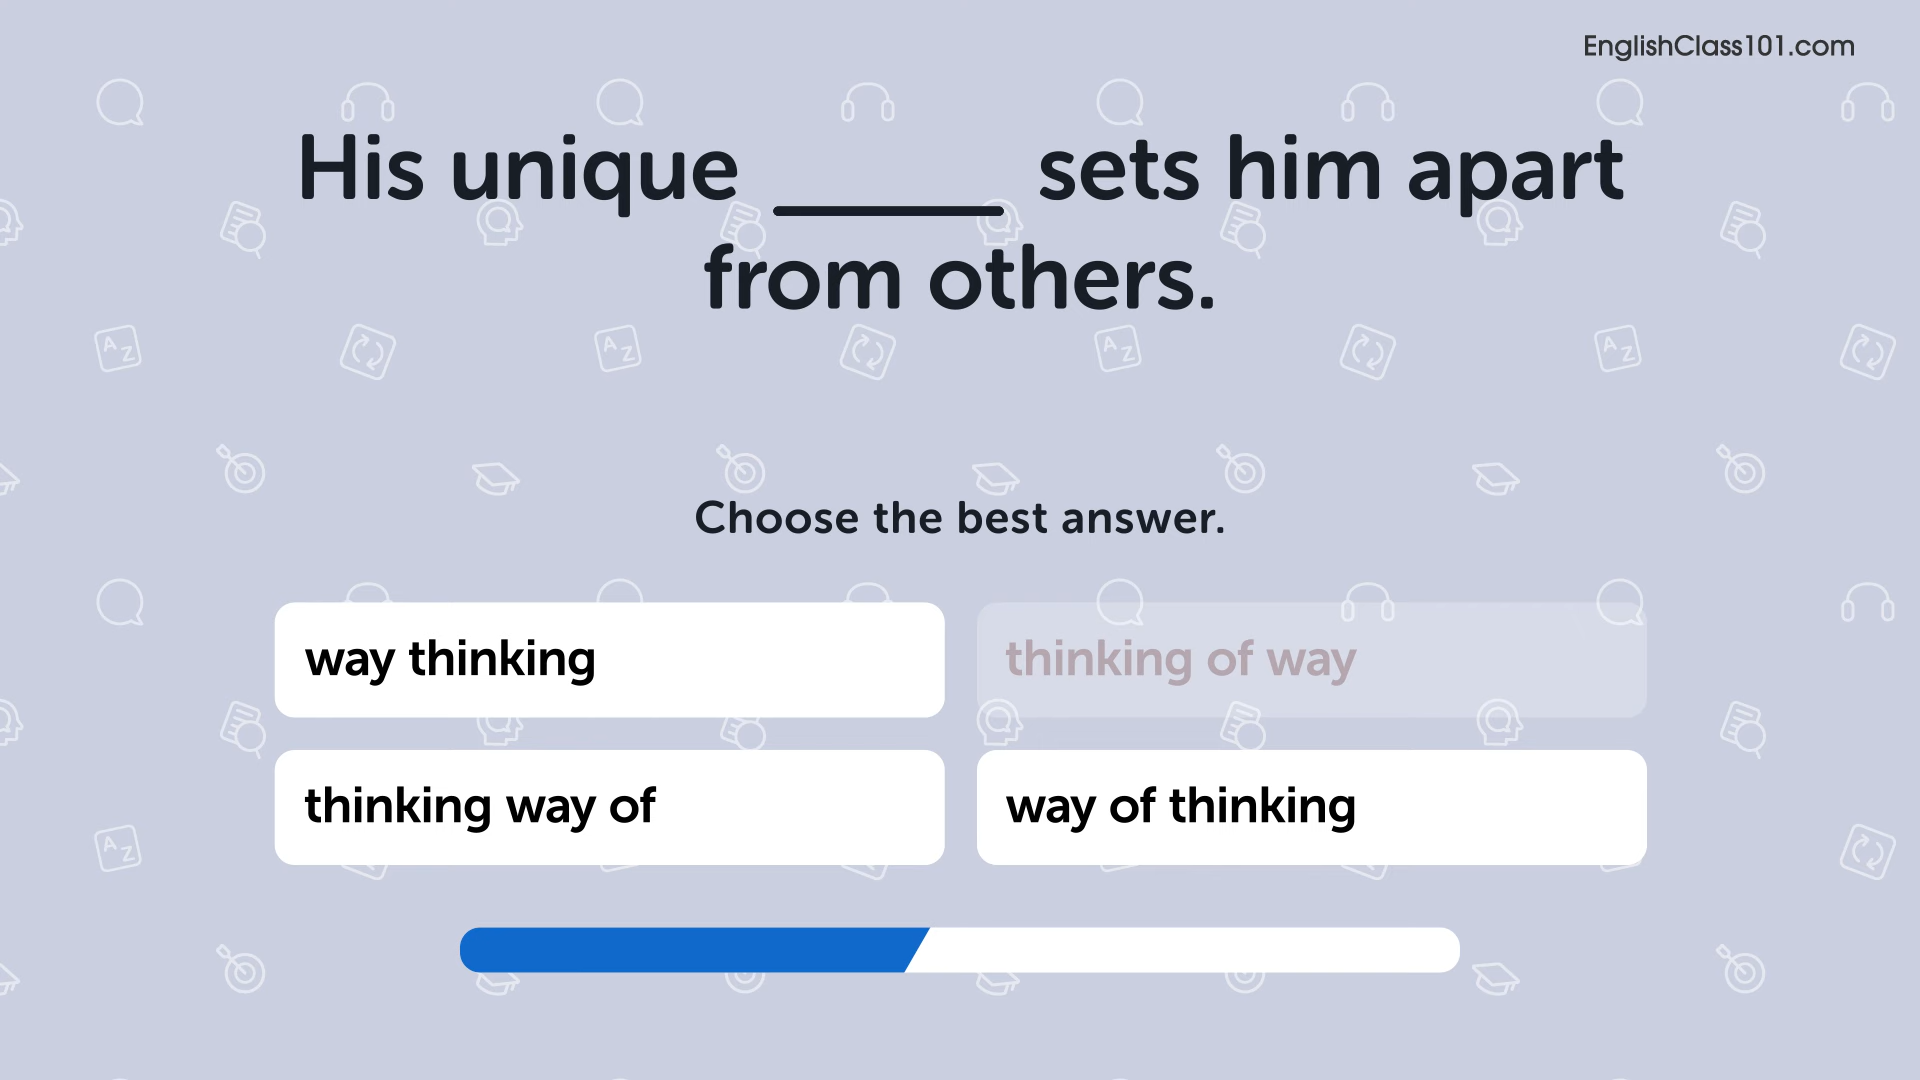 EnglishClass101.com
His unique _____ sets him apart
from others.
Choose the best answer.
way thinking
thinking of way
thinking way of
way of thinking